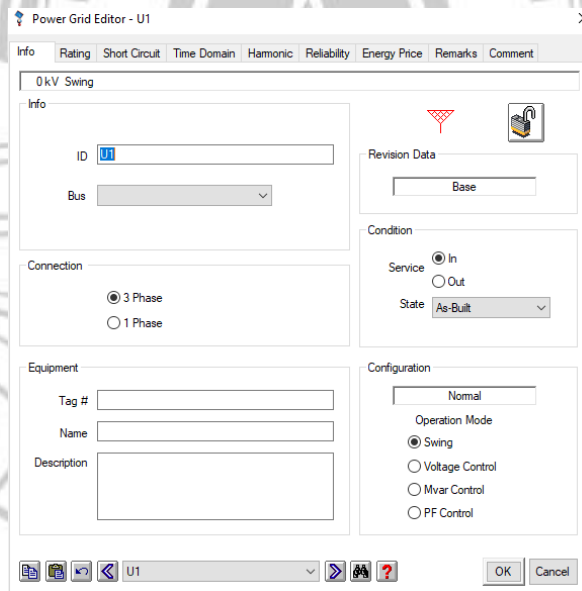 Power Grid Editor - U1
Info Rating Short Circuit Time Domain Harmonic Reliability Energy Price Remarks Comment
0 kV Swing
Info
ID U1
Bus
Revision Data
Base
Condition
Service In
Out
State As-Built
Connection
3 Phase
1 Phase
Equipment
Tag #
Name
Description
Configuration
Normal
Operation Mode
Swing
Voltage Control
Mvar Control
PF Control
U1
?
OK Cancel